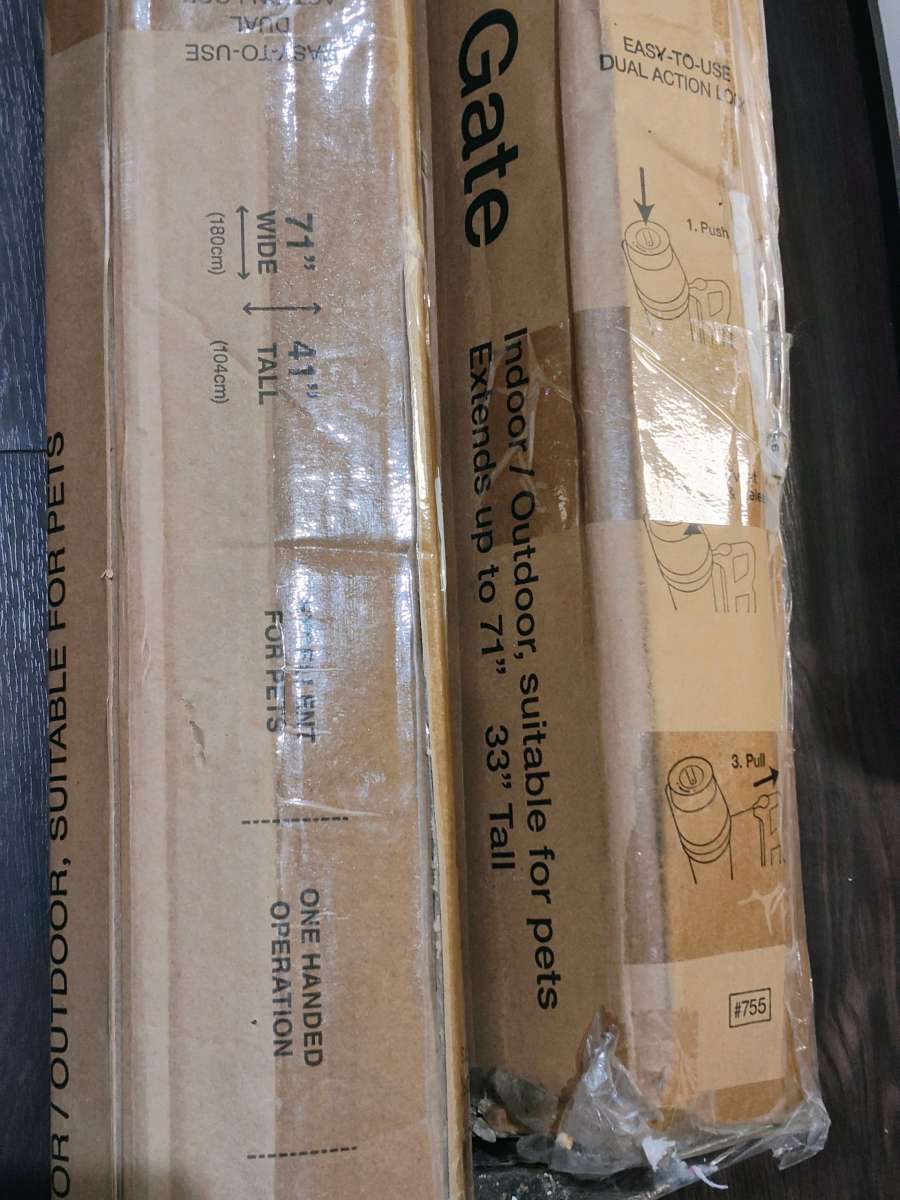 DUAL
EASY-TO-USE
71”
WIDE
(180cm)
41”
TALL
(104cm)
FOR PETS
ONE HANDED
OPERATION
OR / OUTDOOR, SUITABLE FOR PETS
Gate
Indoor / Outdoor, suitable for pets
Extends up to 71” 33” Tall
EASY-TO-USE
DUAL ACTION
1. Push
3. Pull
#755